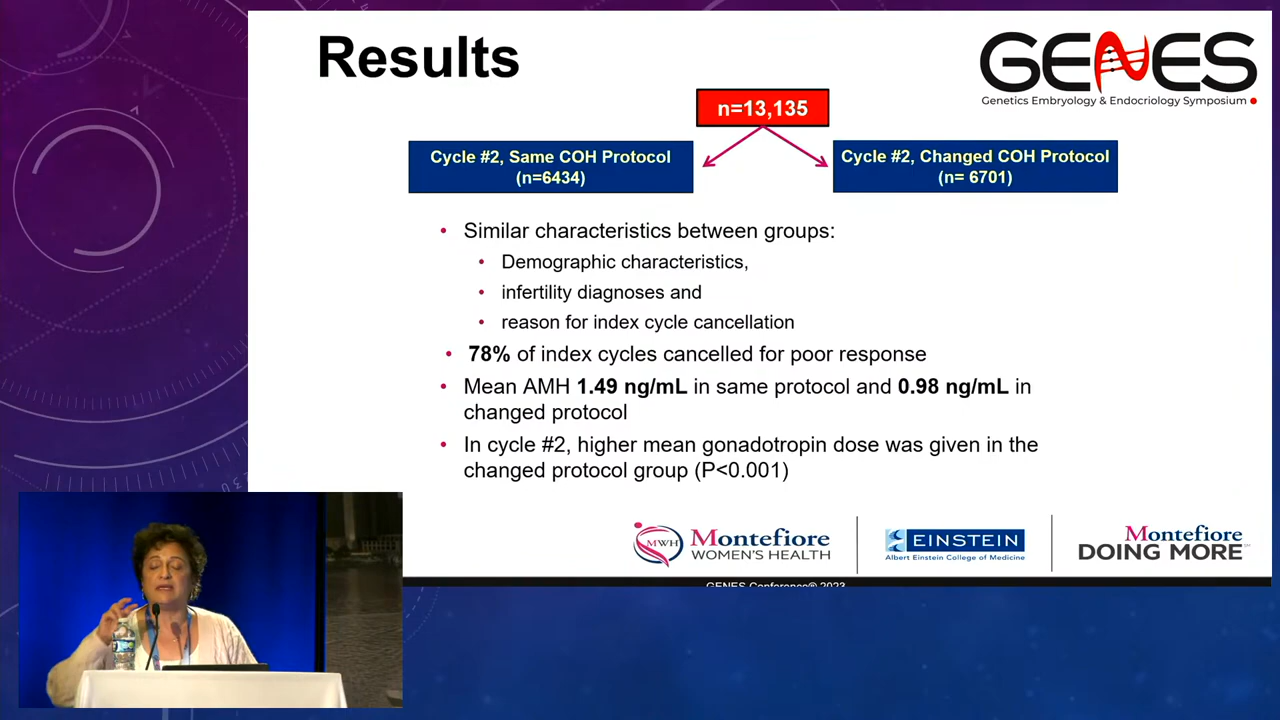 Results
GENES
Genetics Embryology & Endocriology Symposium
n=13,135
Cycle #2, Same COH Protocol
(n=6434)
Cycle #2, Changed COH Protocol
(n= 6701)
• Similar characteristics between groups:
• Demographic characteristics,
• infertility diagnoses and
• reason for index cycle cancellation
• 78% of index cycles cancelled for poor response
• Mean AMH 1.49 ng/mL in same protocol and 0.98 ng/mL in
changed protocol
• In cycle #2, higher mean gonadotropin dose was given in the
changed protocol group (P<0.001)
MWH
Montefiore
WOMEN'S HEALTH
EINSTEIN
Albert Einstein College of Medicine
Montefiore
DOING MORE
GENES Conference® 2023